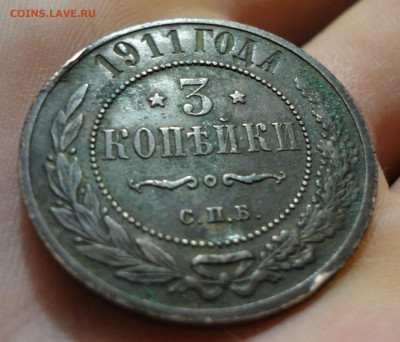 COINS.LAVE.RU
1911 ГОДА
3
КОПѢЙКИ
С.П.Б.